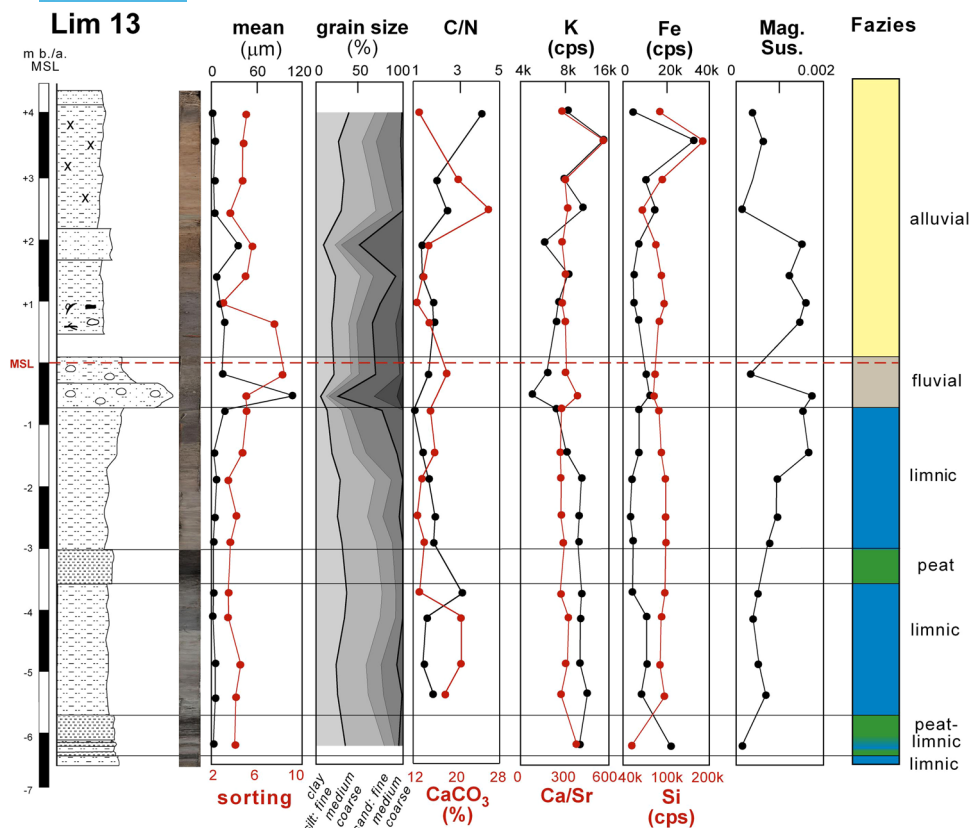 Lim 13
m b./a.
MSL
mean
(µm)
grain size
(%)
C/N
K
(cps)
Fe
(cps)
Mag.
Sus.
Fazies
0 60 120
0 50 100
1 3 5
4k 8k 16k
0 20k 40k
0 0.002
+4
+3
+2
+1
MSL
-1
-2
-3
-4
-5
-6
-7
x
x
x
x
alluvial
fluvial
limnic
peat
limnic
peat-
limnic
limnic
2 6 10
sorting
clay
silt: fine
medium
coarse
sand: fine
medium
coarse
12 20 28
CaCO₃
(%)
0 300 600
Ca/Sr
40k 100k 200k
Si
(cps)